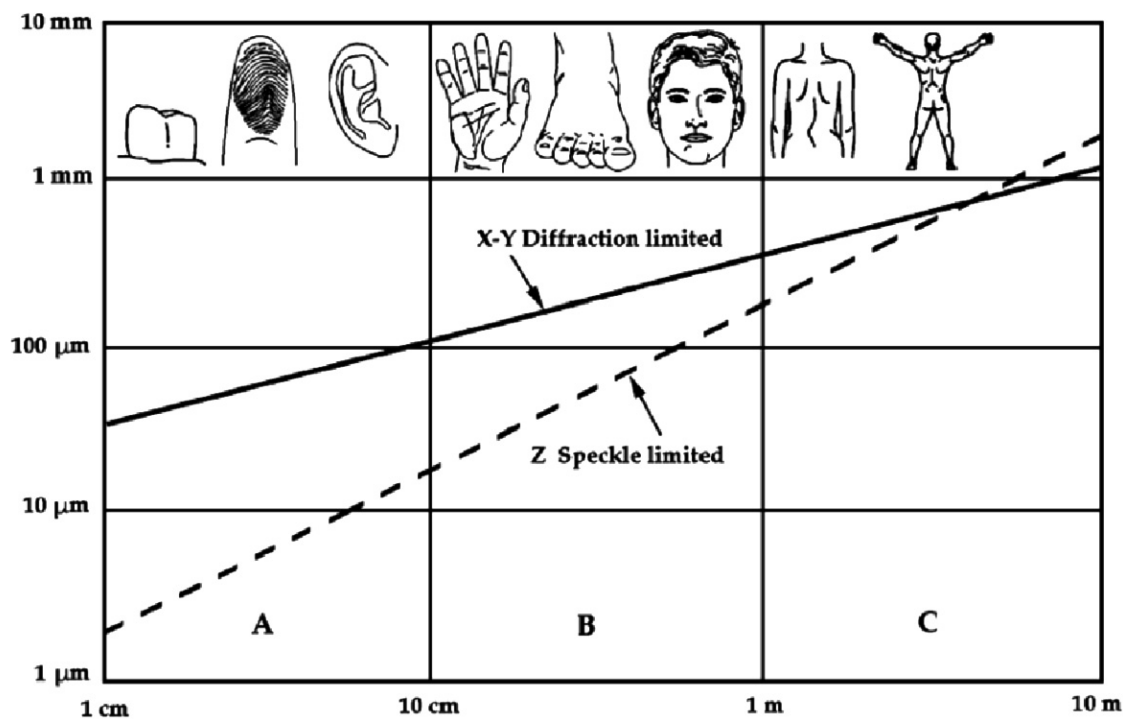 10 mm
1 mm
X-Y Diffraction limited
100 µm
Z Speckle limited
10 µm
A
B
C
1 µm
1 cm
10 cm
1 m
10 m